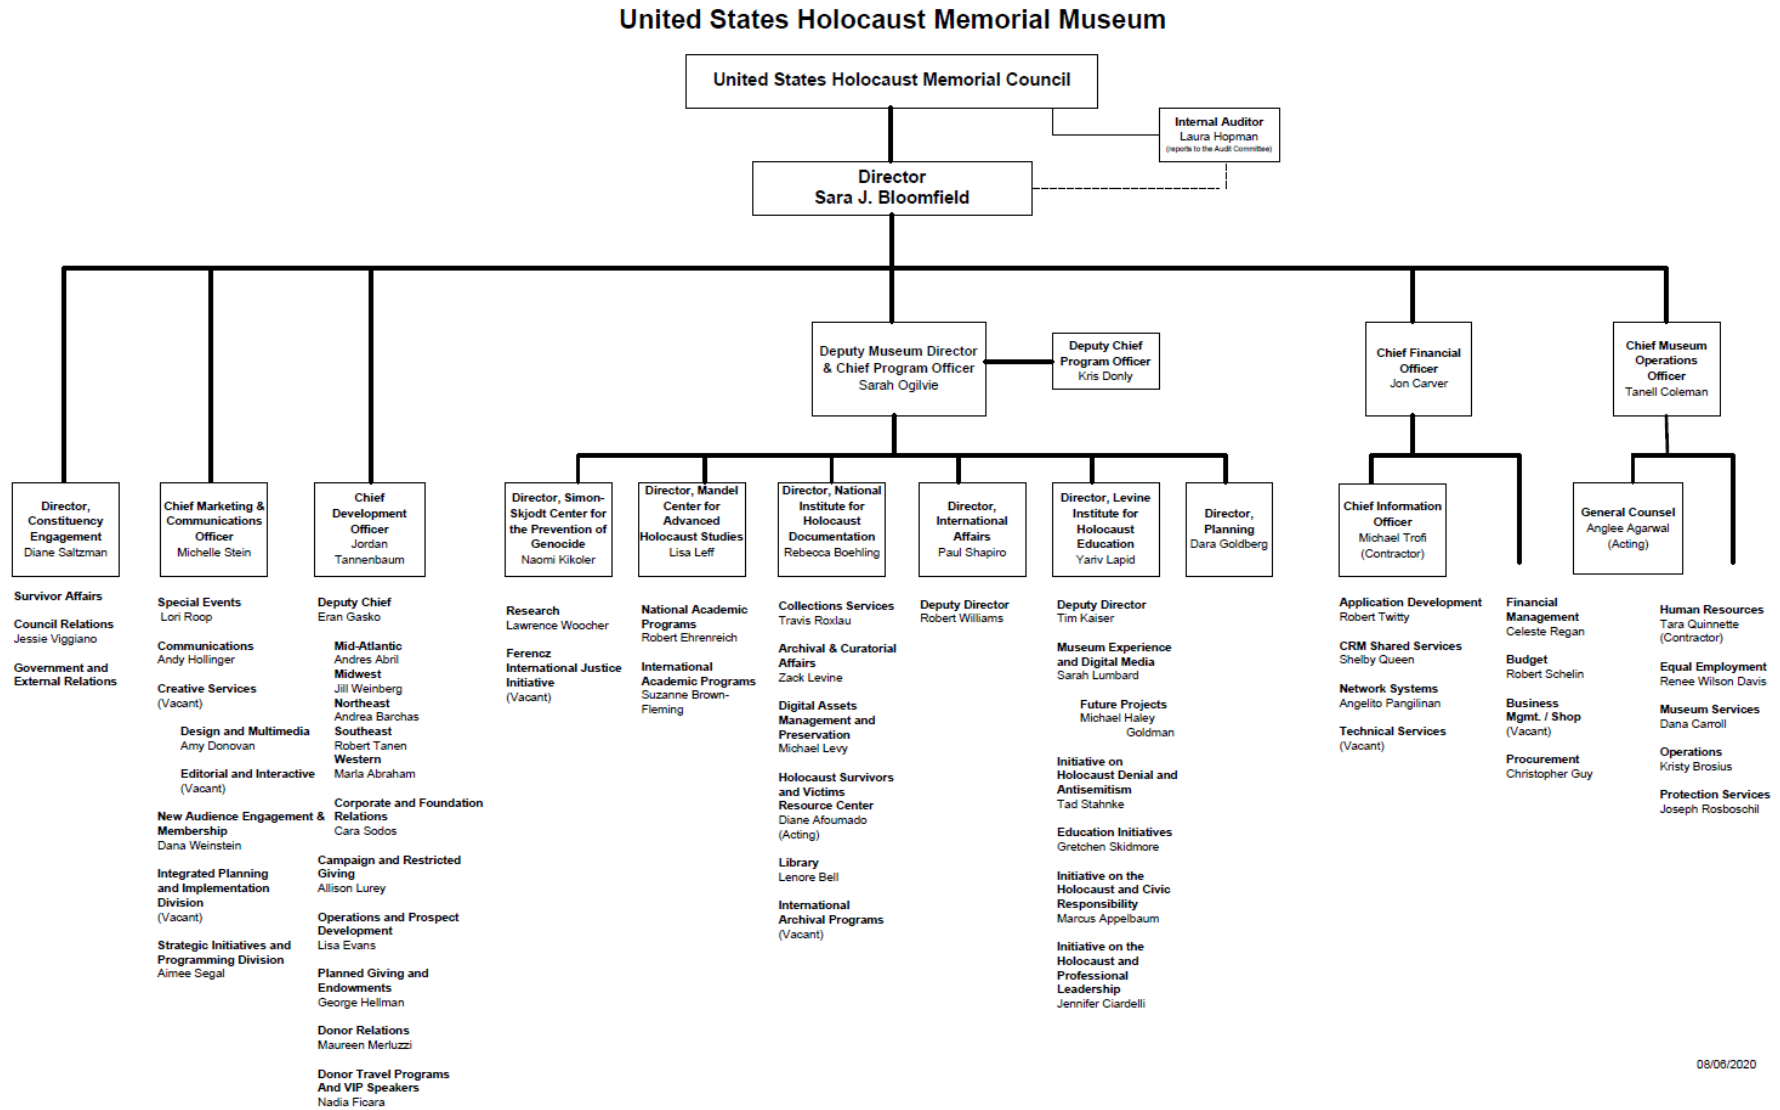 United States Holocaust Memorial Museum
United States Holocaust Memorial Council
Internal Auditor
Laura Hopman
(reports to the Audit Committee)
Director
Sara J. Bloomfield
Deputy Museum Director
& Chief Program Officer
Sarah Ogilvie
Deputy Chief
Program Officer
Kris Donly
Chief Financial
Officer
Jon Carver
Chief Museum
Operations
Officer
Tanell Coleman
Director,
Constituency
Engagement
Diane Saltzman
Chief Marketing &
Communications
Officer
Michelle Stein
Chief
Development
Officer
Jordan
Tannenbaum
Director, Simon-
Skjodt Center for
the Prevention of
Genocide
Naomi Kikoler
Director, Mandel
Center for
Advanced
Holocaust Studies
Lisa Leff
Director, National
Institute for
Holocaust
Documentation
Rebecca Boehling
Director,
International
Affairs
Paul Shapiro
Director, Levine
Institute for
Holocaust
Education
Yariv Lapid
Director,
Planning
Dara Goldberg
Chief Information
Officer
Michael Trofi
(Contractor)
General Counsel
Anglee Agarwal
(Acting)
Survivor Affairs
Council Relations
Jessie Viggiano
Government and
External Relations
Special Events
Lori Roop
Communications
Andy Hollinger
Creative Services
(Vacant)
Design and Multimedia
Amy Donovan
Editorial and Interactive
(Vacant)
New Audience Engagement &
Membership
Dana Weinstein
Integrated Planning
and Implementation
Division
(Vacant)
Strategic Initiatives and
Programming Division
Aimee Segal
Deputy Chief
Eran Gasko
Mid-Atlantic
Andres Abril
Midwest
Jill Weinberg
Northeast
Andrea Barchas
Southeast
Robert Tanen
Western
Marla Abraham
Corporate and Foundation
Relations
Cara Sodos
Campaign and Restricted
Giving
Allison Lurey
Operations and Prospect
Development
Lisa Evans
Planned Giving and
Endowments
George Hellman
Donor Relations
Maureen Merluzzi
Donor Travel Programs
And VIP Speakers
Nadia Ficara
Research
Lawrence Woocher
Ferencz
International Justice
Initiative
(Vacant)
National Academic
Programs
Robert Ehrenreich
International
Academic Programs
Suzanne Brown-
Fleming
Collections Services
Travis Roxlau
Archival & Curatorial
Affairs
Zack Levine
Digital Assets
Management and
Preservation
Michael Levy
Holocaust Survivors
and Victims
Resource Center
Diane Afoumado
(Acting)
Library
Lenore Bell
International
Archival Programs
(Vacant)
Deputy Director
Robert Williams
Deputy Director
Tim Kaiser
Museum Experience
and Digital Media
Sarah Lumbard
Future Projects
Michael Haley
Goldman
Initiative on
Holocaust Denial and
Antisemitism
Tad Stahnke
Education Initiatives
Gretchen Skidmore
Initiative on the
Holocaust and Civic
Responsibility
Marcus Appelbaum
Initiative on the
Holocaust and
Professional
Leadership
Jennifer Ciardelli
Application Development
Robert Twitty
CRM Shared Services
Shelby Queen
Network Systems
Angelito Pangilinan
Technical Services
(Vacant)
Financial
Management
Celeste Regan
Budget
Robert Schelin
Business
Mgmt. / Shop
(Vacant)
Procurement
Christopher Guy
Human Resources
Tara Quinnette
(Contractor)
Equal Employment
Renee Wilson Davis
Museum Services
Dana Carroll
Operations
Kristy Brosius
Protection Services
Joseph Rosboschil
08/06/2020